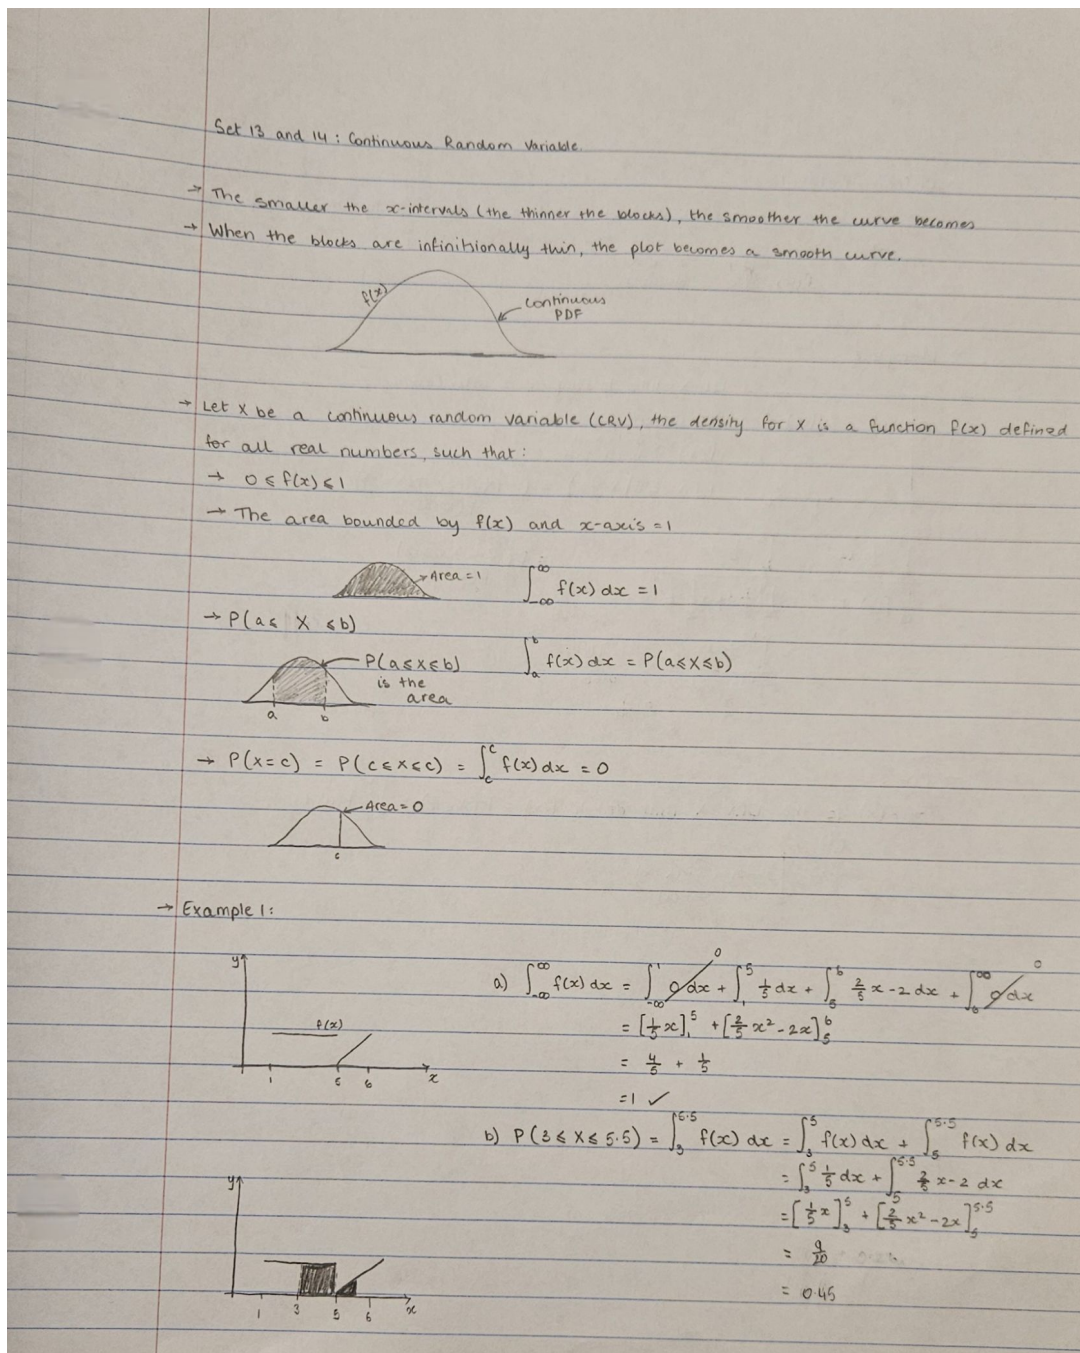 Set 13 and 14 : Continuous Random Variable.
→ The smaller the x-intervals (the thinner the blocks), the smoother the curve becomes
→ When the blocks are infinitionally thin, the plot becomes a smooth curve.
f(x)
continuous
PDF
→ Let X be a continuous random variable (CRV), the density for X is a function f(x) defined
for all real numbers, such that :
→ 0 ≤ f(x) ≤ 1
→ The area bounded by f(x) and x-axis = 1
Area = 1 ∫_{-∞}^{∞} f(x) dx = 1
→ P(a ≤ X ≤ b)
P(a ≤ X ≤ b) ∫_a^b f(x) dx = P(a ≤ X ≤ b)
is the
area
a b
→ P(X=c) = P(c ≤ X ≤ c) = ∫_c^c f(x) dx = 0
Area = 0
c
→ Example 1:
y
f(x)
1 5 6 x
a) ∫_{-∞}^{∞} f(x) dx = ∫_{-∞}^1 0 dx 0 + ∫_1^5 1/5 dx + ∫_5^6 2/5 x - 2 dx + ∫_6^∞ 0 dx 0
= [1/5 x]_1^5 + [2/5 x² - 2x]_5^6
= 4/5 + 1/5
= 1 ✓
b) P(3 ≤ X ≤ 5.5) = ∫_3^5.5 f(x) dx = ∫_3^5 f(x) dx + ∫_5^5.5 f(x) dx
= ∫_3^5 1/5 dx + ∫_5^5.5 2/5 x - 2 dx
= [1/5 x]_3^5 + [2/5 x² - 2x]_5^5.5
= 9/20
= 0.45
y
1 3 5 6 x